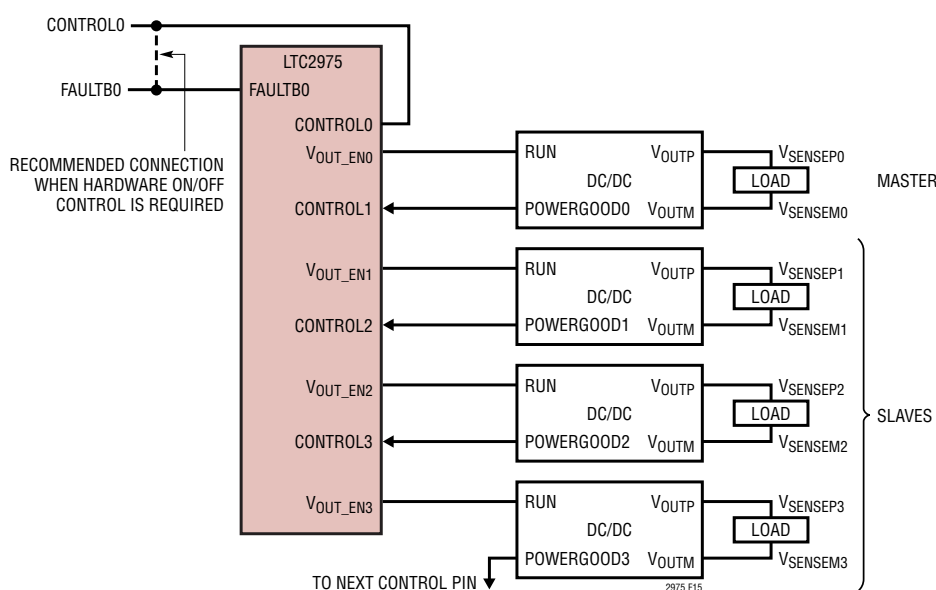 CONTROL0
FAULTB0
RECOMMENDED CONNECTION
WHEN HARDWARE ON/OFF
CONTROL IS REQUIRED
LTC2975
FAULTB0
CONTROL0
VOUT_EN0
CONTROL1
VOUT_EN1
CONTROL2
VOUT_EN2
CONTROL3
VOUT_EN3
RUN
VOUTP
DC/DC
POWERGOOD0
VOUTM
VSENSEP0
LOAD
VSENSEM0
MASTER
RUN
VOUTP
DC/DC
POWERGOOD1
VOUTM
VSENSEP1
LOAD
VSENSEM1
RUN
VOUTP
DC/DC
POWERGOOD2
VOUTM
VSENSEP2
LOAD
VSENSEM2
SLAVES
RUN
VOUTP
DC/DC
POWERGOOD3
VOUTM
VSENSEP3
LOAD
VSENSEM3
TO NEXT CONTROL PIN
2975 F15